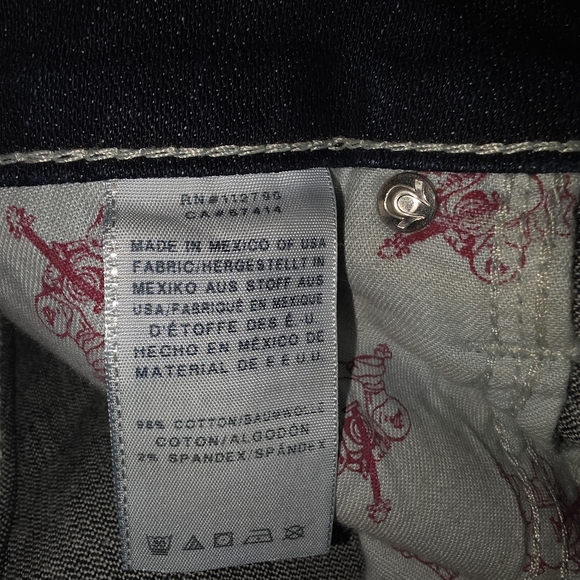 RN#112795
CA#57414
MADE IN MEXICO OF USA
FABRIC/HERGESTELLT IN
MEXIKO AUS STOFF AUS
USA/FABRIQUÉ EN MEXIQUE
D'ÉTOFFE DES É. U.
HECHO EN MÉXICO DE
MATERIAL DE E E U U.
98% COTTON/BAUMWOLLE
COTON/ALGODÓN
2% SPANDEX/SPÁNDEX